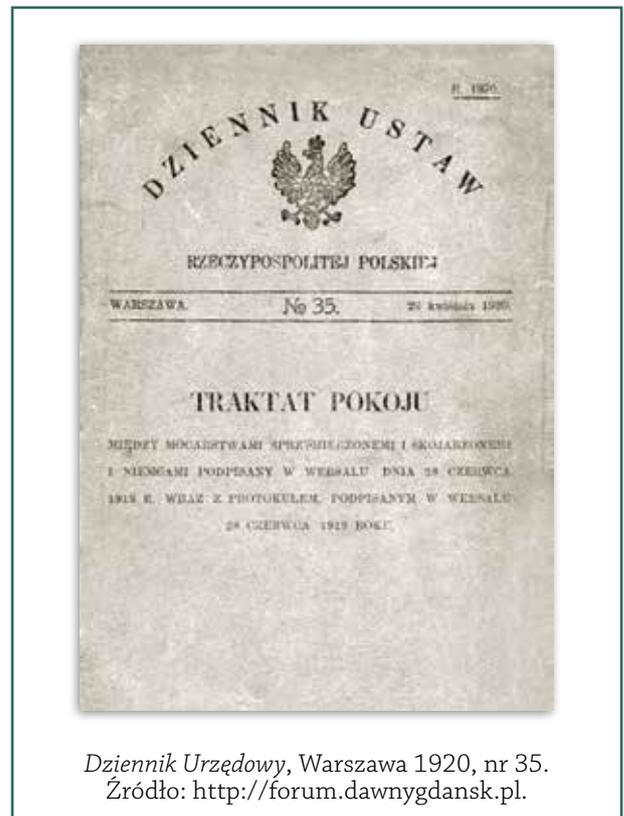 R. 1920.
DZIENNIK USTAW
RZECZYPOSPOLITEJ POLSKIEJ
WARSZAWA. № 35. kwietnia 1920.
TRAKTAT POKOJU
MIĘDZY MOCARSTWAMI SPRZYMIERZONEMI I SKOJARZONEMI
I NIEMCAMI PODPISANY W WERSALU DNIA 28 CZERWCA
1919 R. WRAZ Z PROTOKUŁEM, PODPISANYM W WERSALU
28 CZERWCA 1919 ROKU.
Dziennik Urzędowy, Warszawa 1920, nr 35.
Źródło: http://forum.dawnygdansk.pl.